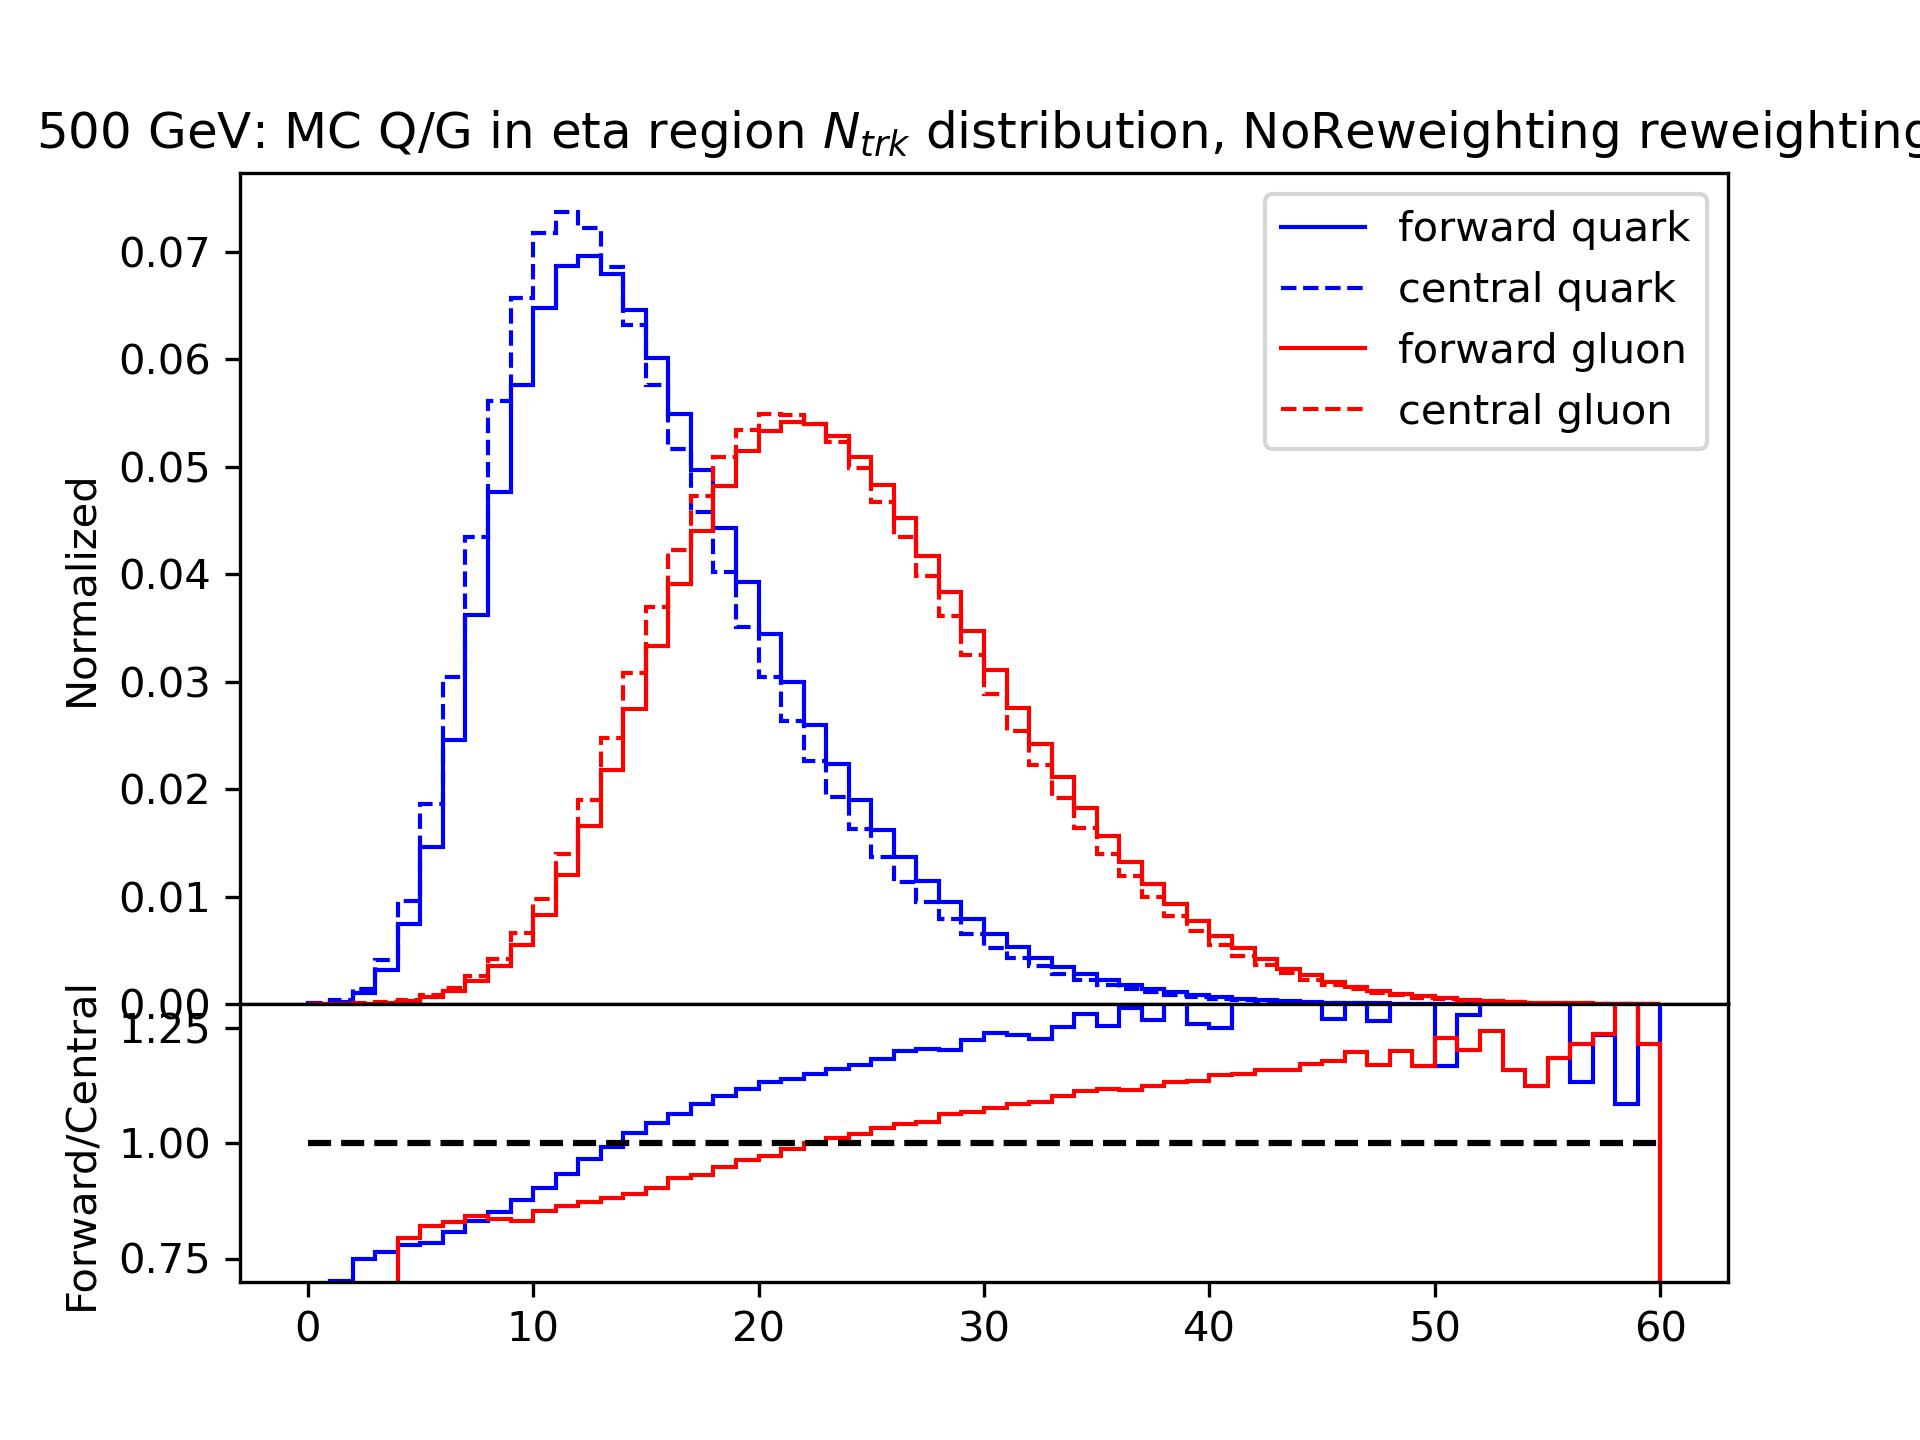 500 GeV: MC Q/G in eta region N_trk distribution, NoReweighting reweighting
forward quark
central quark
forward gluon
central gluon
Normalized
0.07
0.06
0.05
0.04
0.03
0.02
0.01
0.00
Forward/Central
1.25
1.00
0.75
0 10 20 30 40 50 60